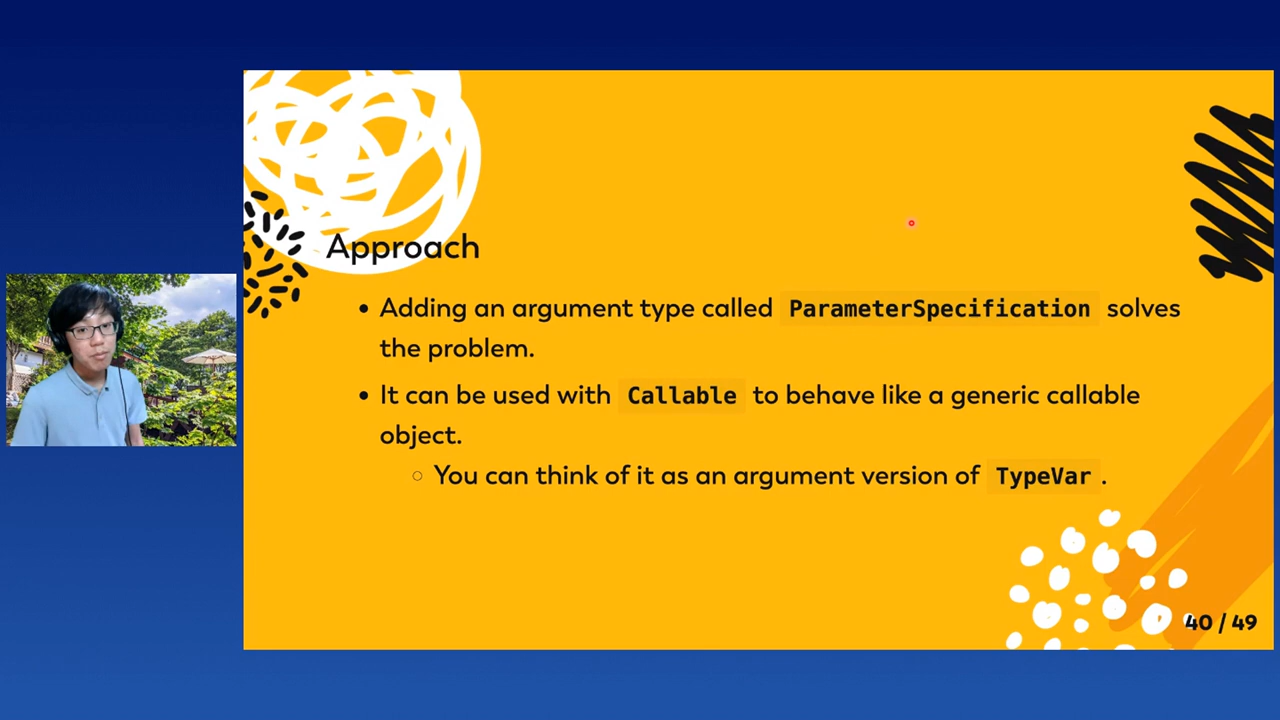 Approach
• Adding an argument type called ParameterSpecification solves
the problem.
• It can be used with Callable to behave like a generic callable
object.
○ You can think of it as an argument version of TypeVar.
40 / 49